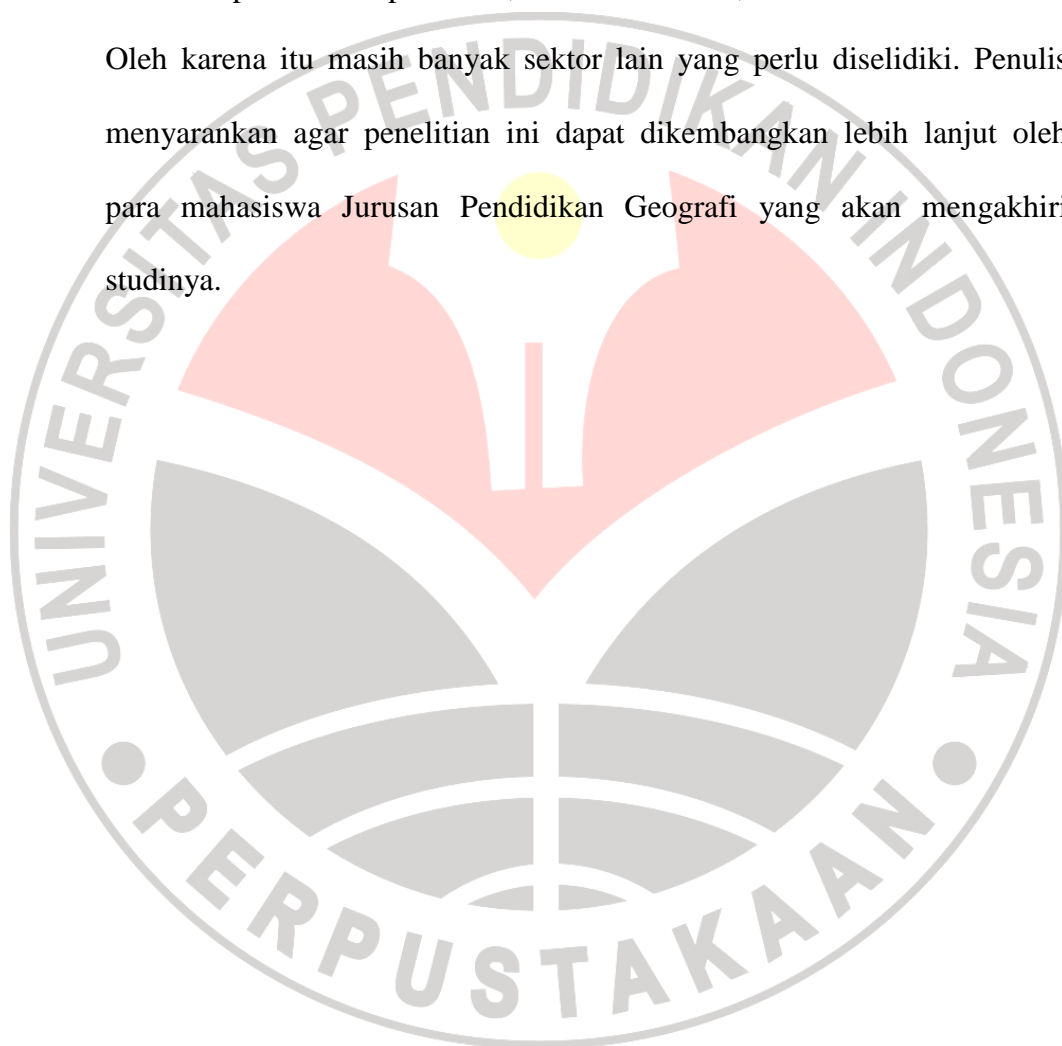 Oleh karena itu masih banyak sektor lain yang perlu diselidiki. Penulis
menyarankan agar penelitian ini dapat dikembangkan lebih lanjut oleh
para mahasiswa Jurusan Pendidikan Geografi yang akan mengakhiri
studinya.
UNIVERSITAS PENDIDIKAN INDONESIA
PERPUSTAKAAN